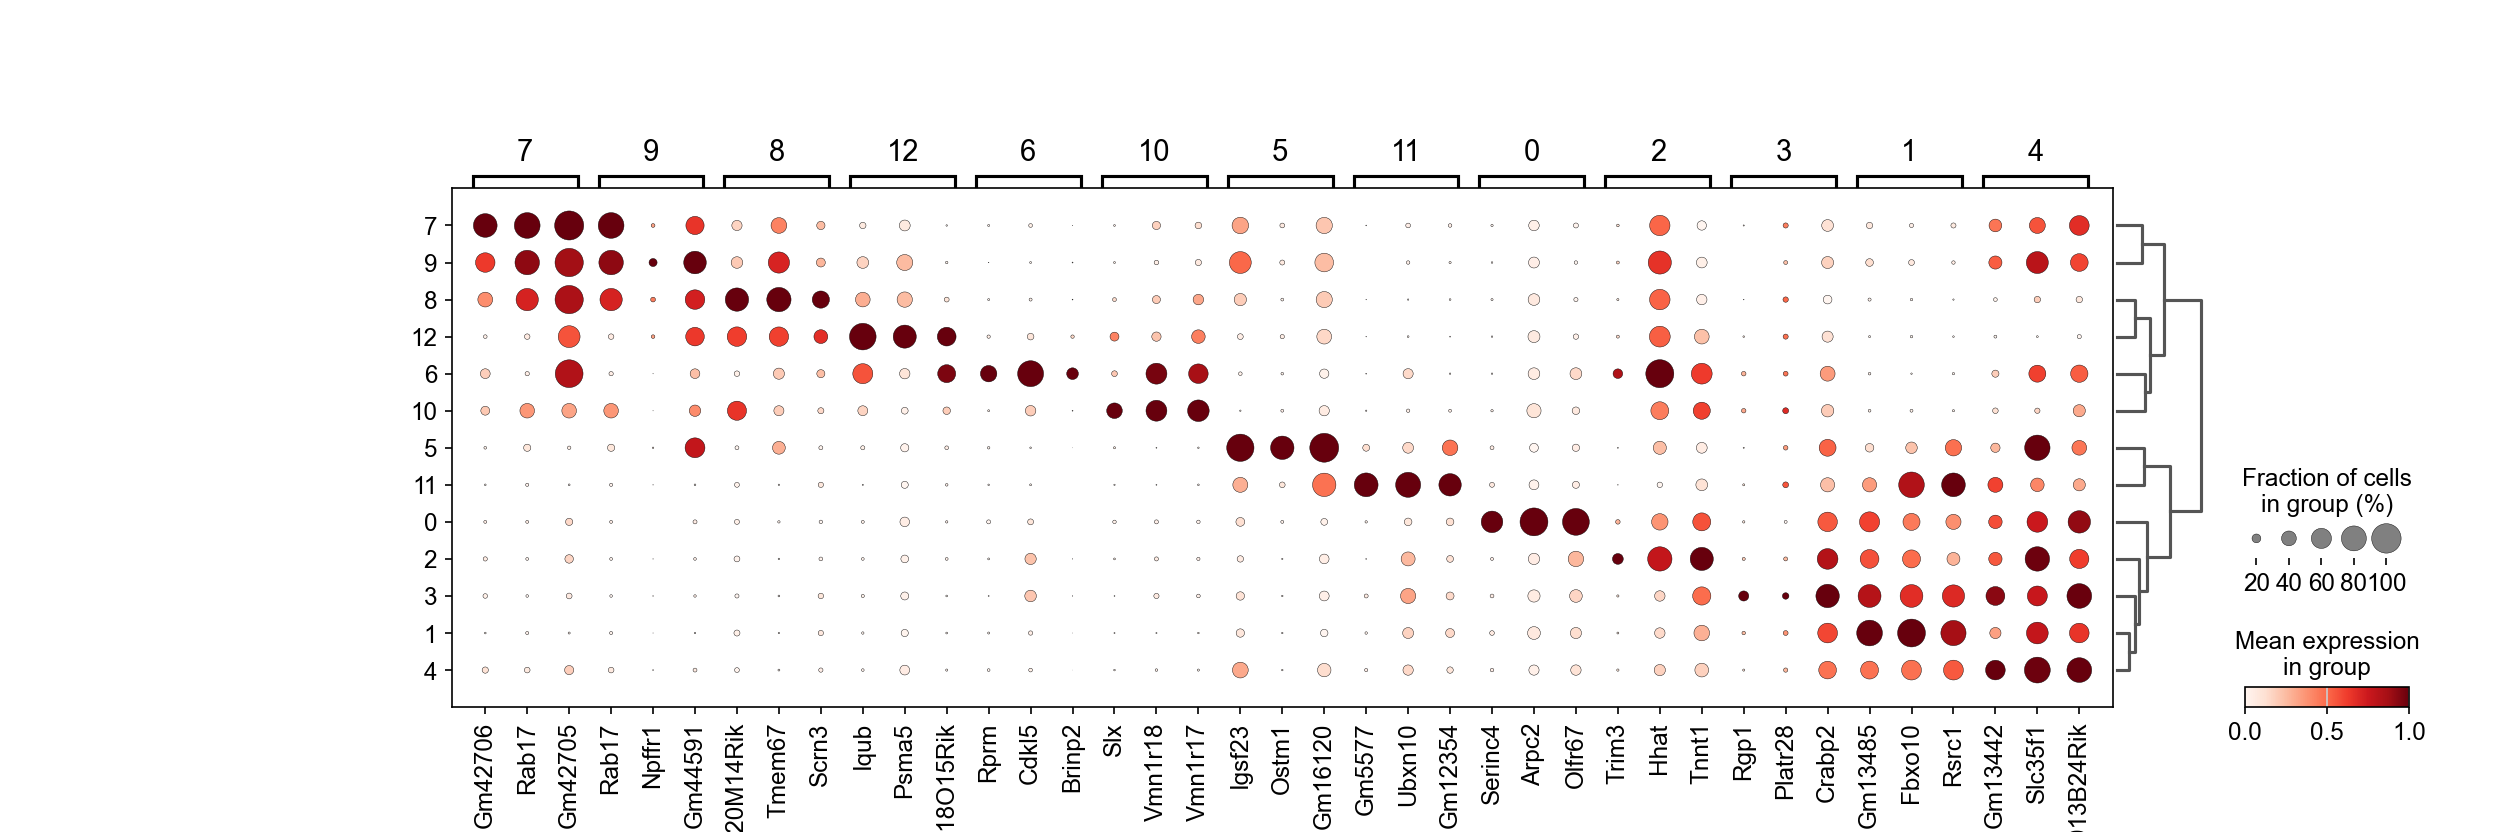 7 9 8 12 6 10 5 11 0 2 3 1 4
7
9
8
12
6
10
5
11
0
2
3
1
4
Gm42706
Rab17
Gm42705
Rab17
Npffr1
Gm44591
20M14Rik
Tmem67
Scrn3
Iqub
Psma5
18O15Rik
Rprm
Cdkl5
Brinp2
Slx
Vmn1r18
Vmn1r17
Igsf23
Ostm1
Gm16120
Gm5577
Ubxn10
Gm12354
Serinc4
Arpc2
Olfr67
Trim3
Hhat
Tnnt1
Rgp1
Platr28
Crabp2
Gm13485
Fbxo10
Rsrc1
Gm13442
Slc35f1
013B24Rik
Fraction of cells
in group (%)
20 40 60 80 100
Mean expression
in group
0.0 0.5 1.0